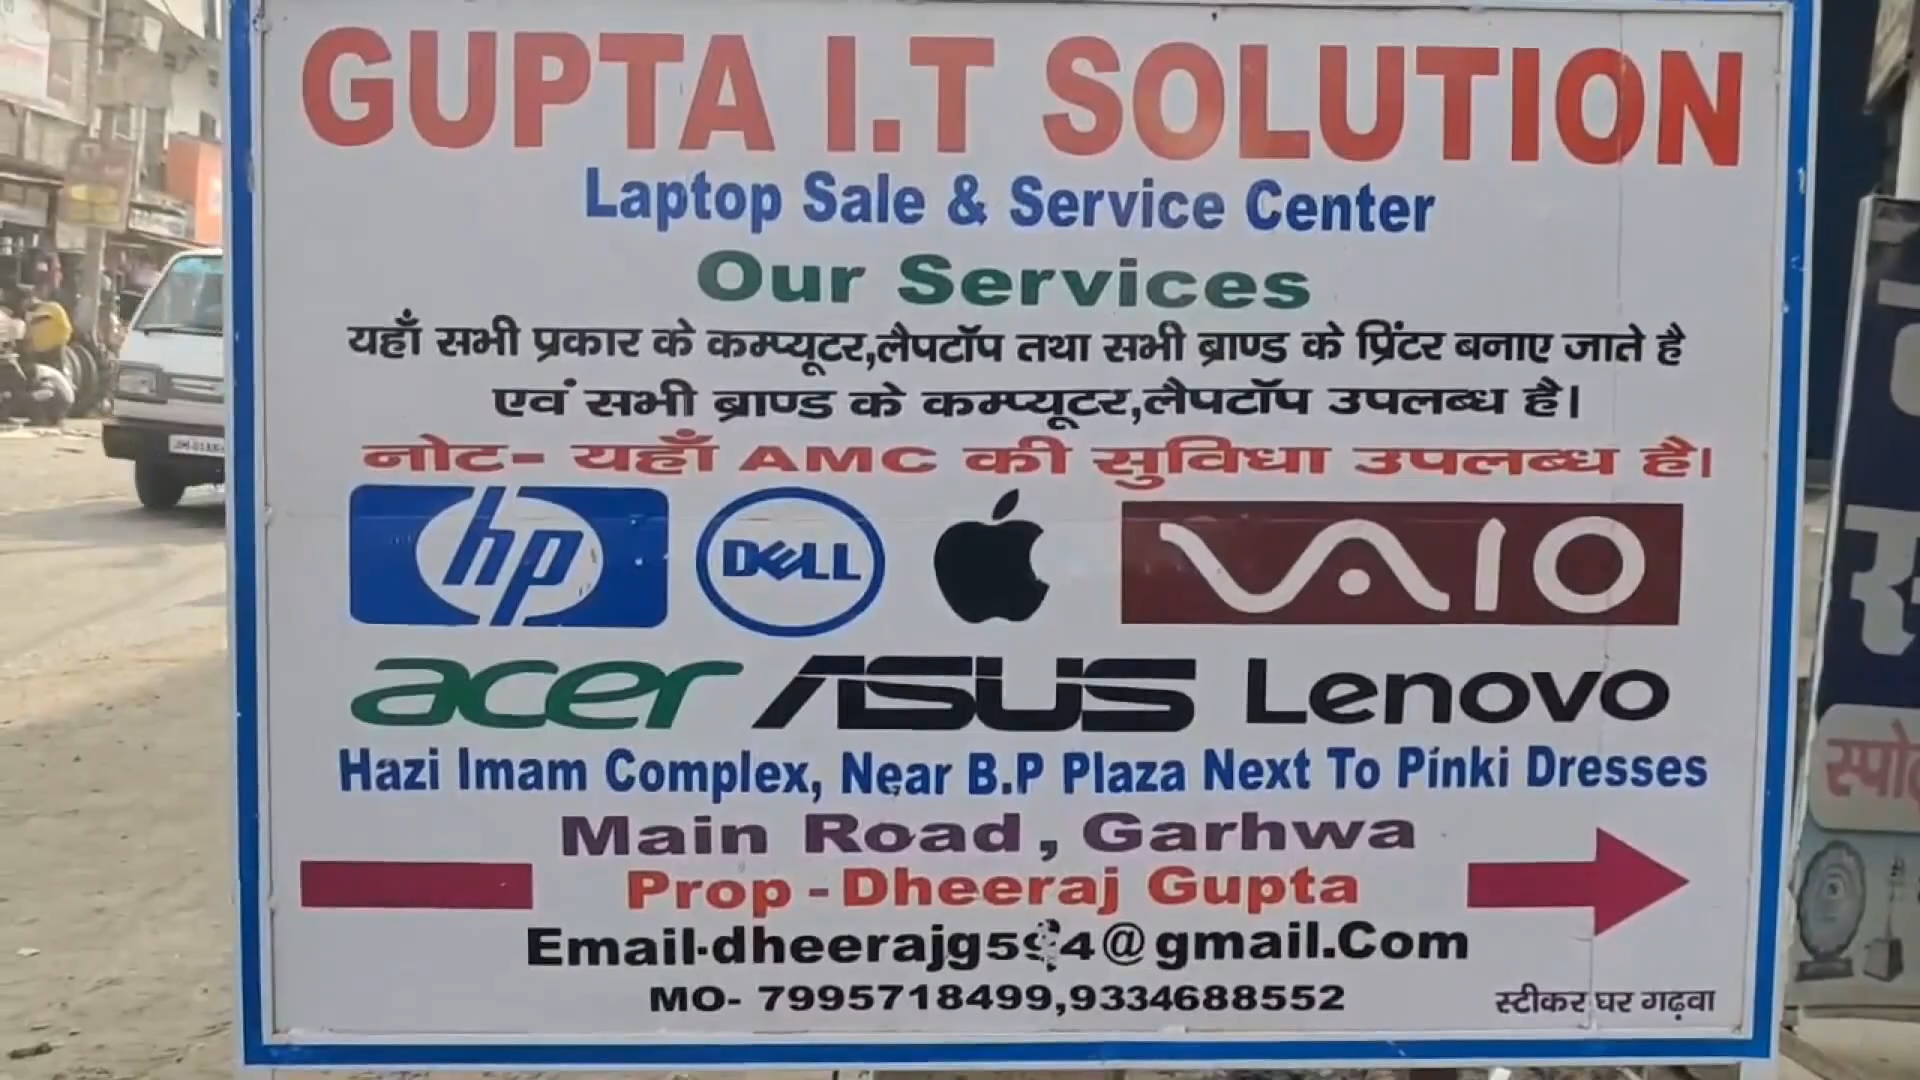 GUPTA I.T SOLUTION
Laptop Sale & Service Center
Our Services
यहाँ सभी प्रकार के कम्प्यूटर,लैपटॉप तथा सभी ब्राण्ड के प्रिंटर बनाए जाते है
एवं सभी ब्राण्ड के कम्प्यूटर,लैपटॉप उपलब्ध है।
नोट- यहाँ AMC की सुविधा उपलब्ध है।
hp DELL VAIO
acer ASUS Lenovo
Hazi Imam Complex, Near B.P Plaza Next To Pinki Dresses
Main Road, Garhwa
Prop - Dheeraj Gupta
MO- 7995718499,9334688552
स्टीकर घर गढ़वा